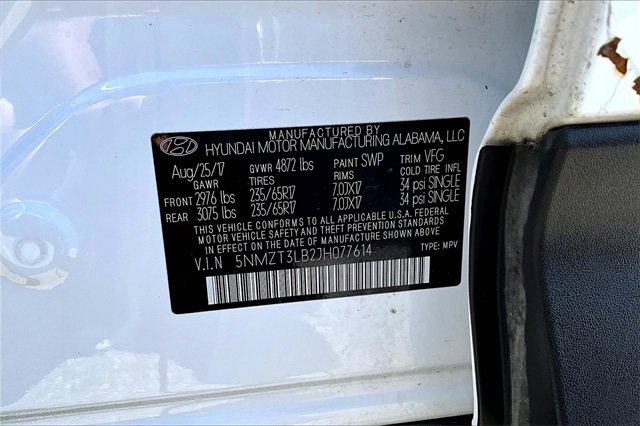 MANUFACTURED BY
HYUNDAI MOTOR MANUFACTURING ALABAMA, LLC
Aug/25/17 GVWR 4872 lbs PAINT SWP TRIM VFG
GAWR TIRES RIMS COLD TIRE INFL
FRONT 2976 lbs 235/65R17 7.0JX17 34 psi SINGLE
REAR 3075 lbs 235/65R17 7.0JX17 34 psi SINGLE
THIS VEHICLE CONFORMS TO ALL APPLICABLE U.S.A. FEDERAL
MOTOR VEHICLE SAFETY AND THEFT PREVENTION STANDARDS
IN EFFECT ON THE DATE OF MANUFACTURE SHOWN ABOVE.
V.I.N 5NMZT3LB2JH077614 TYPE: MPV